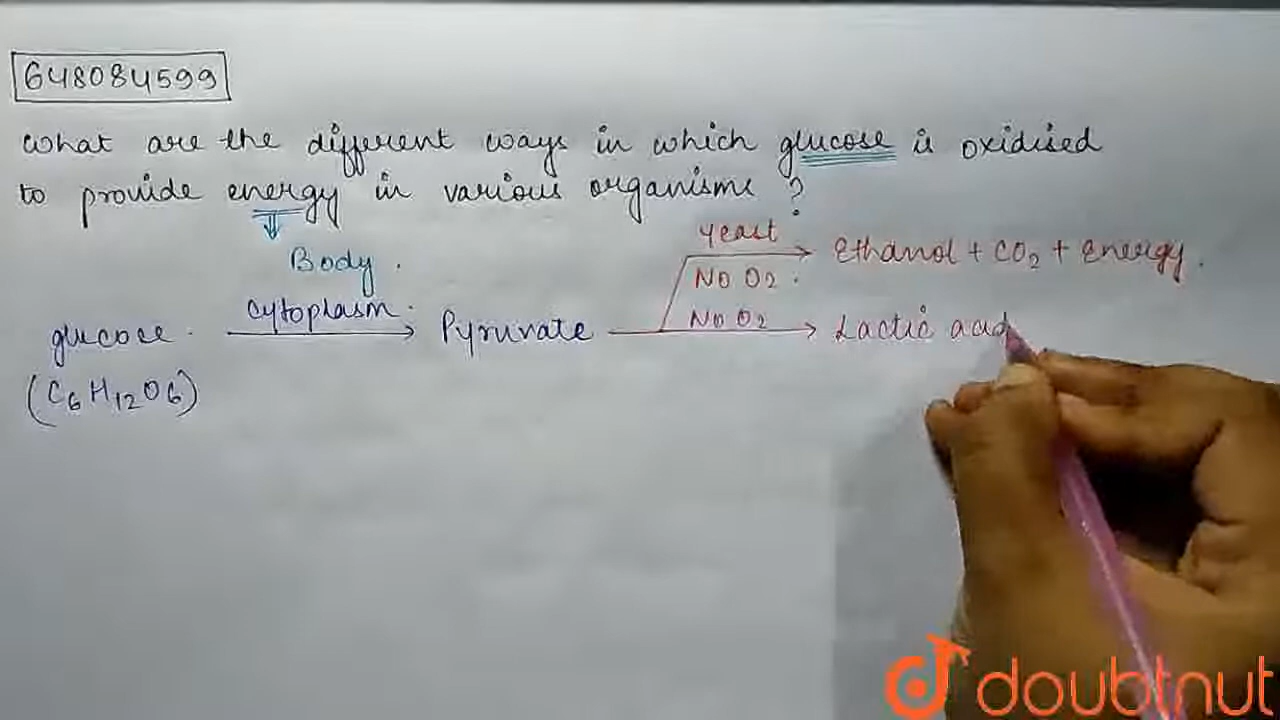 648084599
What are the different ways in which glucose is oxidised
to provide energy in various organisms ?
Body .
Yeast
Ethanol + CO2 + Energy .
No O2 .
glucose . cytoplasm . Pyruvate No O2 Lactic acid
(C6H12O6)
doubtnut